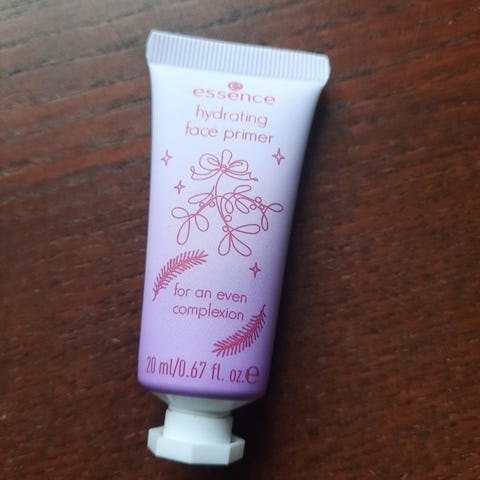 essence
hydrating
face primer
for an even
complexion
20 ml/0.67 fl. oz.℮